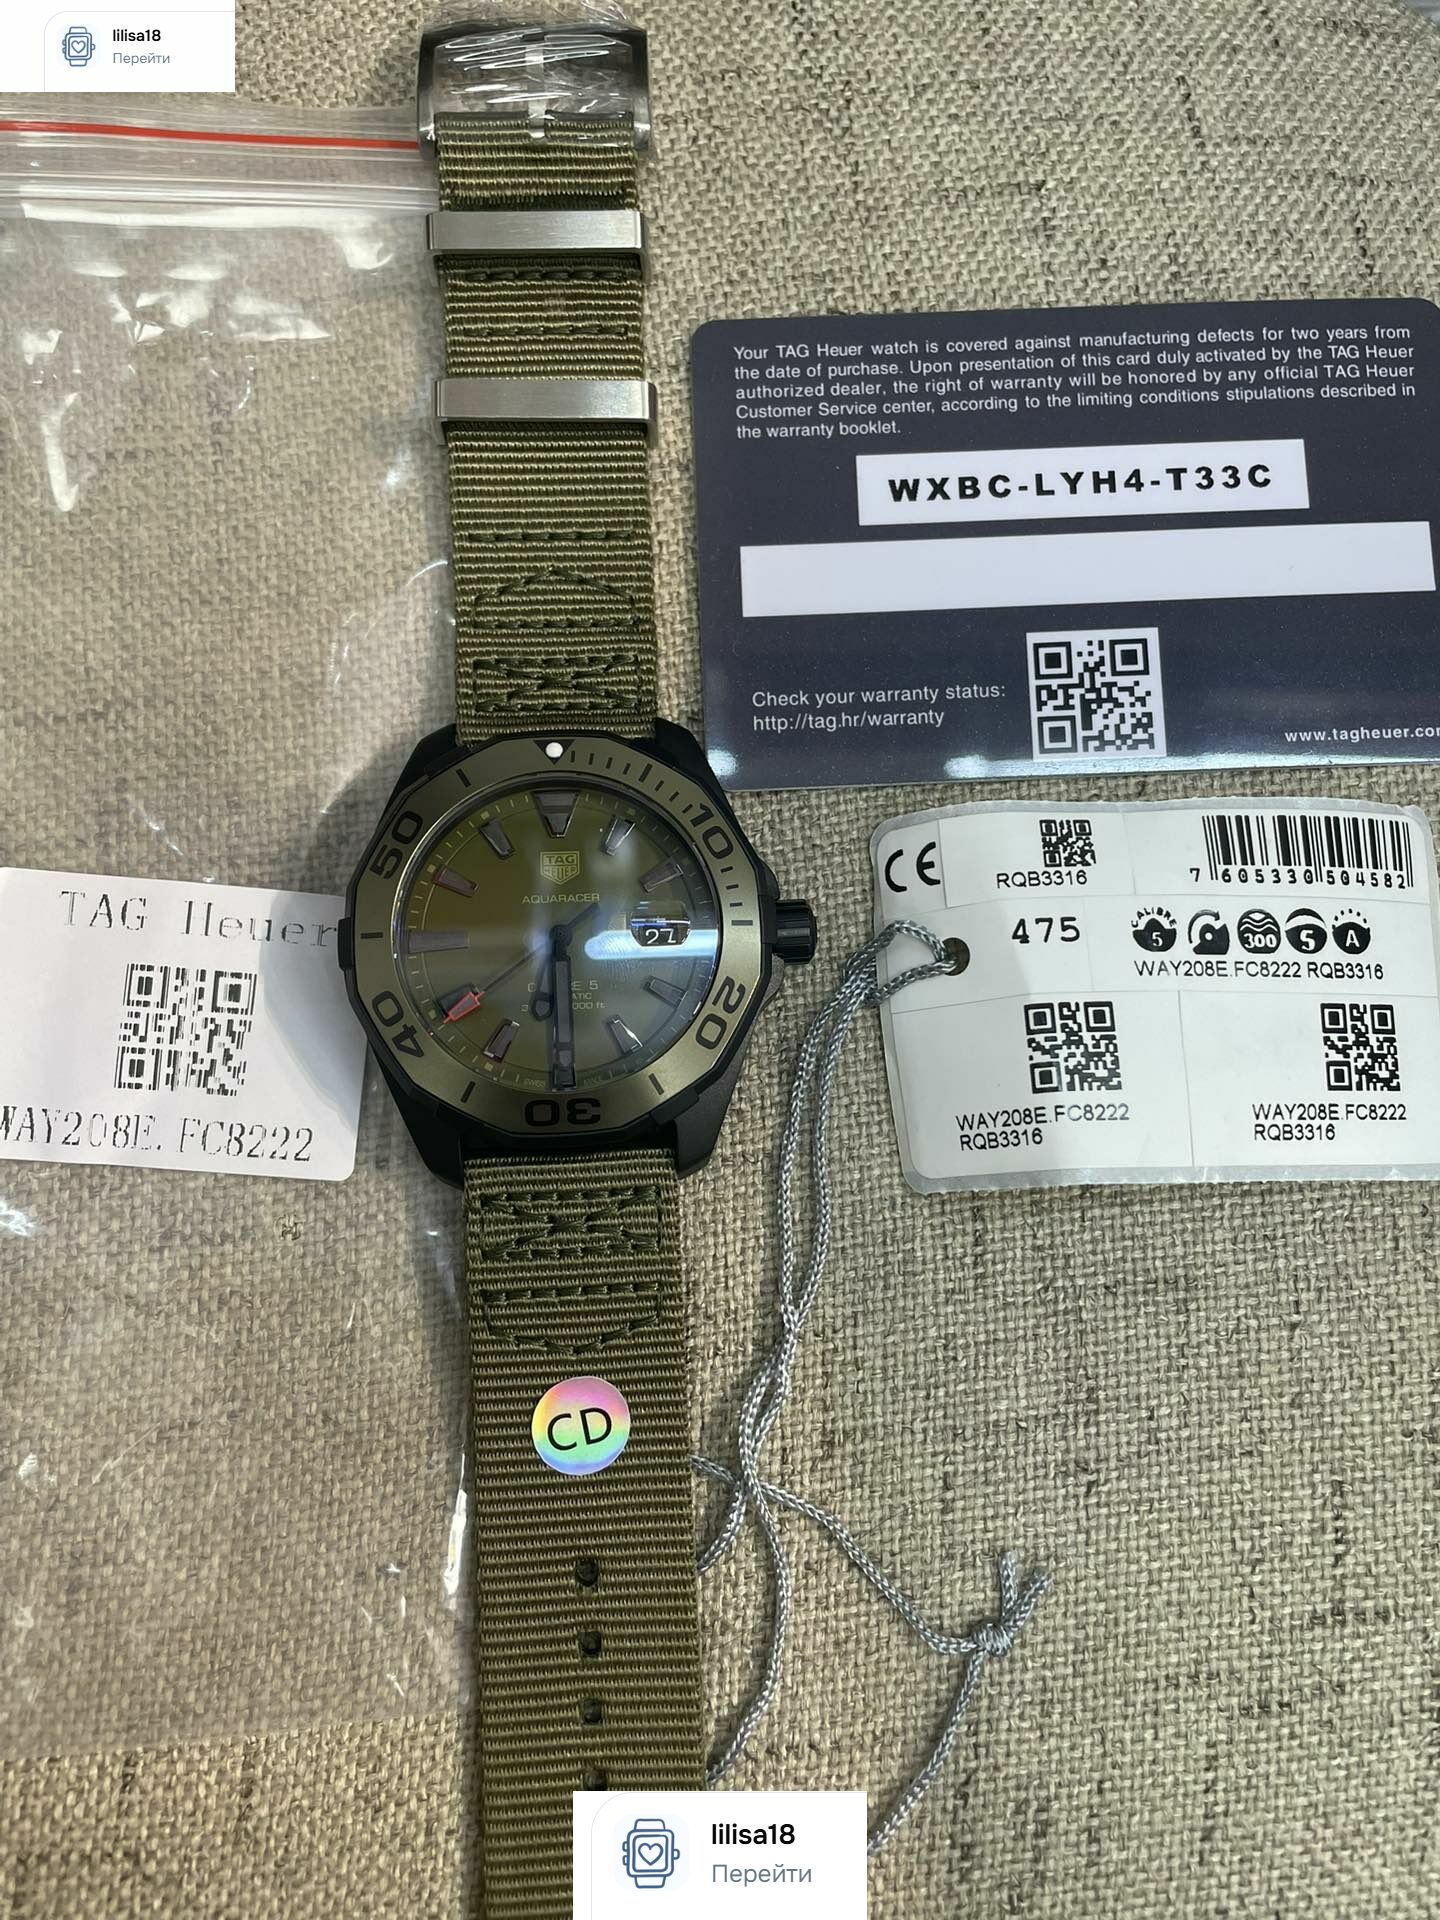 lilisa18
Перейти
Your TAG Heuer watch is covered against manufacturing defects for two years from
the date of purchase. Upon presentation of this card duly activated by the TAG Heuer
authorized dealer, the right of warranty will be honored by any official TAG Heuer
Customer Service center, according to the limiting conditions stipulations described in
the warranty booklet.
WXBC-LYH4-T33C
Check your warranty status:
http://tag.hr/warranty
www.tagheuer.com
TAG Heuer
WAY208E.FC8222
10
20
30
40
50
TAG
HEUER
AQUARACER
27
5
CE
RQB3316
7 605330 504582
475
CALIBRE
5
300
5
A
WAY208E.FC8222 RQB3316
WAY208E.FC8222
RQB3316
WAY208E.FC8222
RQB3316
CD
lilisa18
Перейти